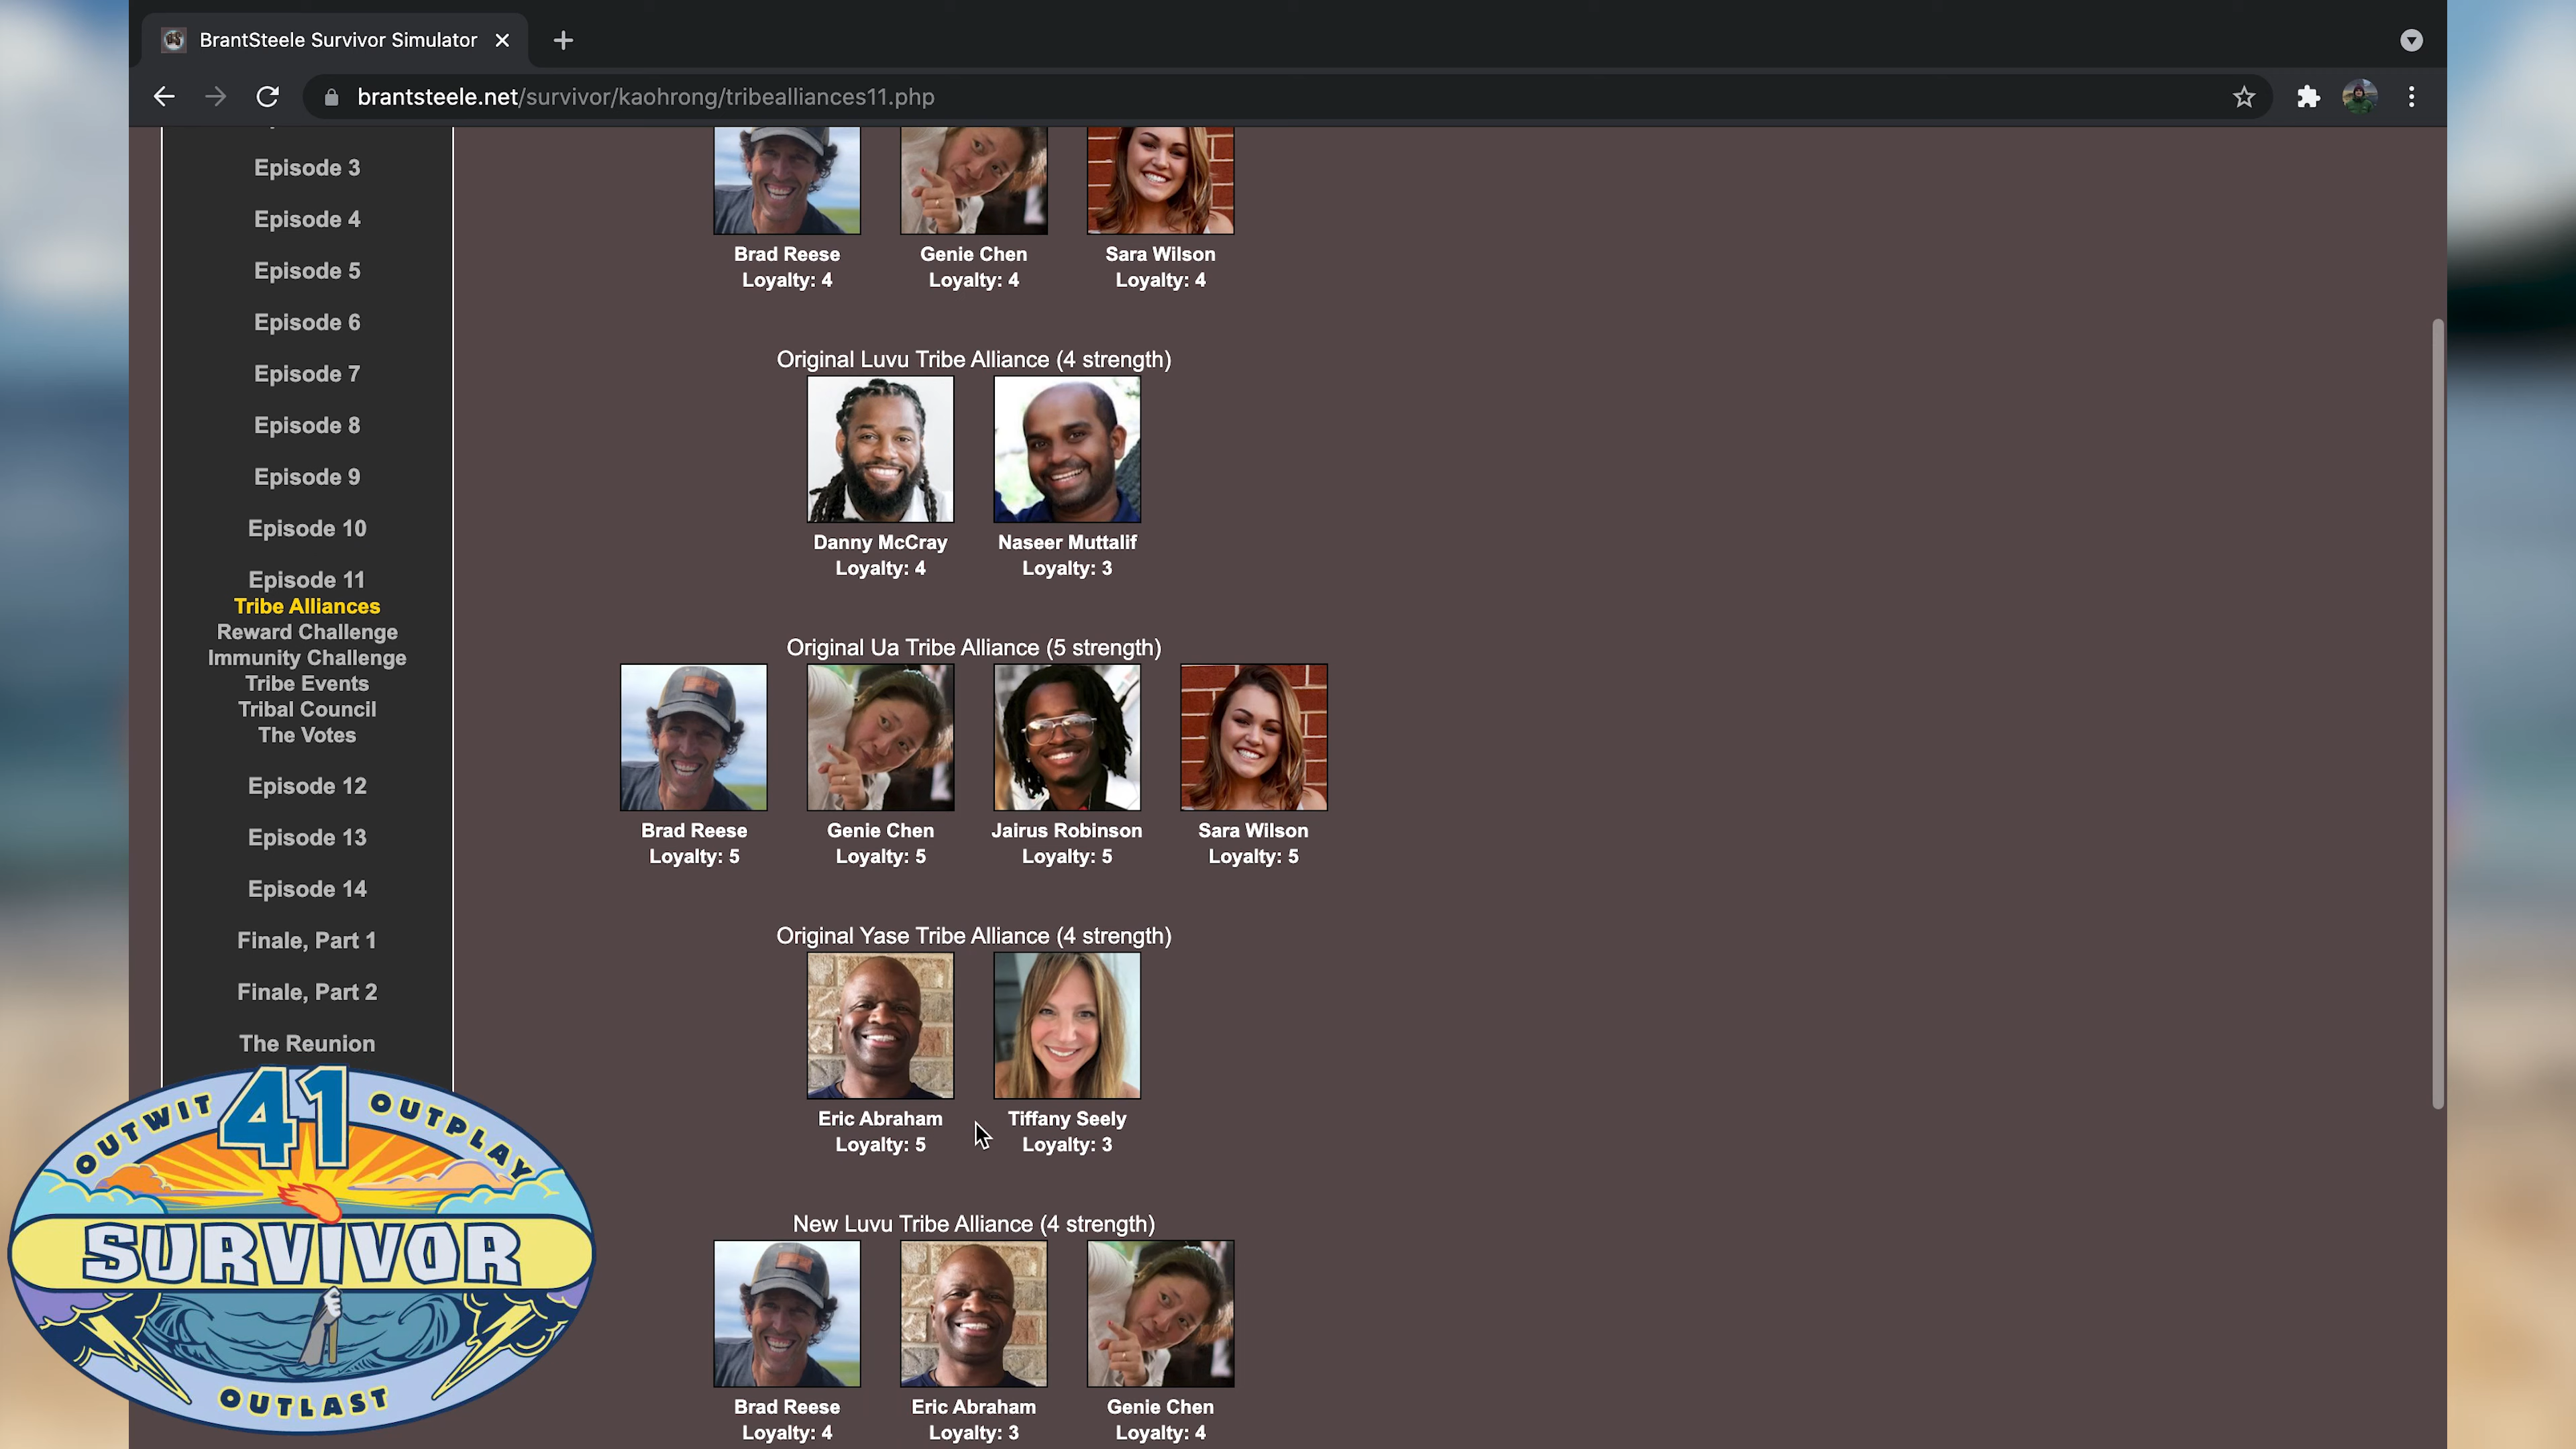 BrantSteele Survivor Simulator
brantsteele.net/survivor/kaohrong/tribealliances11.php
Episode 3
Episode 4
Episode 5
Episode 6
Episode 7
Episode 8
Episode 9
Episode 10
Episode 11
Tribe Alliances
Reward Challenge
Immunity Challenge
Tribe Events
Tribal Council
The Votes
Episode 12
Episode 13
Episode 14
Finale, Part 1
Finale, Part 2
The Reunion
Brad Reese Genie Chen Sara Wilson
Loyalty: 4 Loyalty: 4 Loyalty: 4
Original Luvu Tribe Alliance (4 strength)
Danny McCray Naseer Muttalif
Loyalty: 4 Loyalty: 3
Original Ua Tribe Alliance (5 strength)
Brad Reese Genie Chen Jairus Robinson Sara Wilson
Loyalty: 5 Loyalty: 5 Loyalty: 5 Loyalty: 5
Original Yase Tribe Alliance (4 strength)
Eric Abraham Tiffany Seely
Loyalty: 5 Loyalty: 3
New Luvu Tribe Alliance (4 strength)
Brad Reese Eric Abraham Genie Chen
Loyalty: 4 Loyalty: 3 Loyalty: 4
41
OUTWIT OUTPLAY
SURVIVOR
OUTLAST